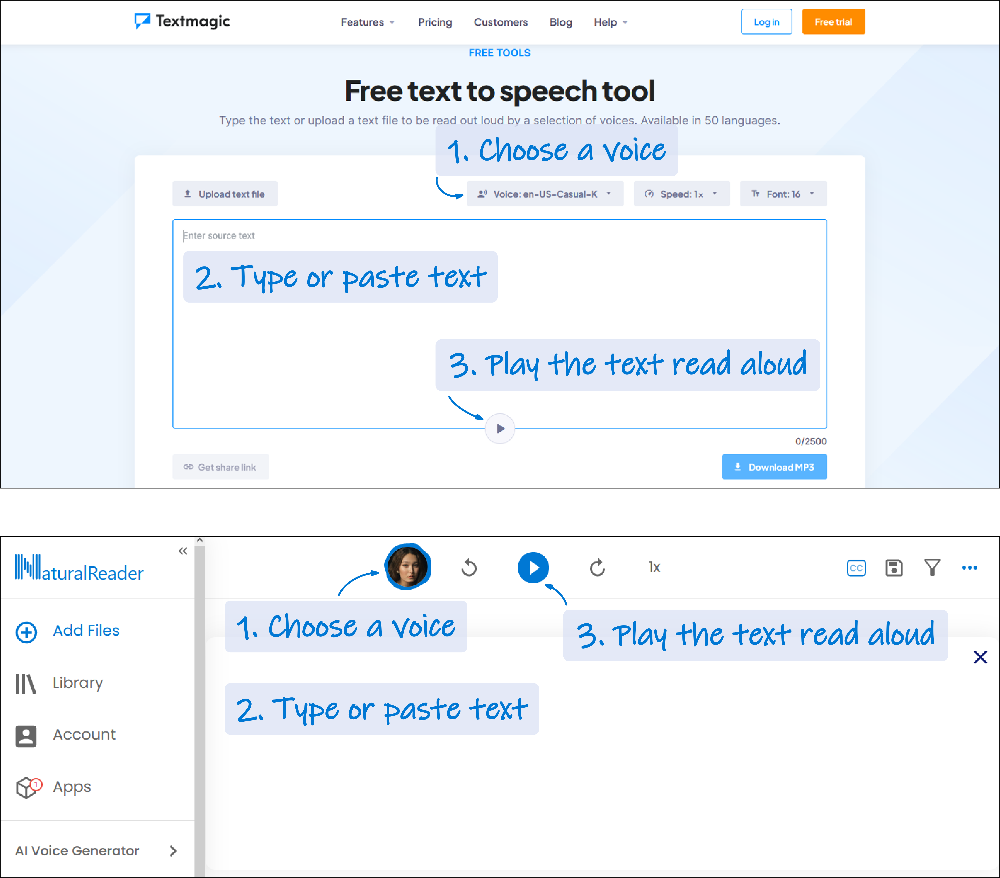 Textmagic
Features Pricing Customers Blog Help
Log in Free trial
FREE TOOLS
Free text to speech tool
Type the text or upload a text file to be read out loud by a selection of voices. Available in 50 languages.
1. Choose a voice
Upload text file Voice: en-US-Casual-K Speed: 1x Tт Font: 16
Enter source text
2. Type or paste text
3. Play the text read aloud
0/2500
Get share link Download MP3
NaturalReader 1x CC
1. Choose a voice
Add Files
3. Play the text read aloud
Library
2. Type or paste text
Account
1 Apps
AI Voice Generator